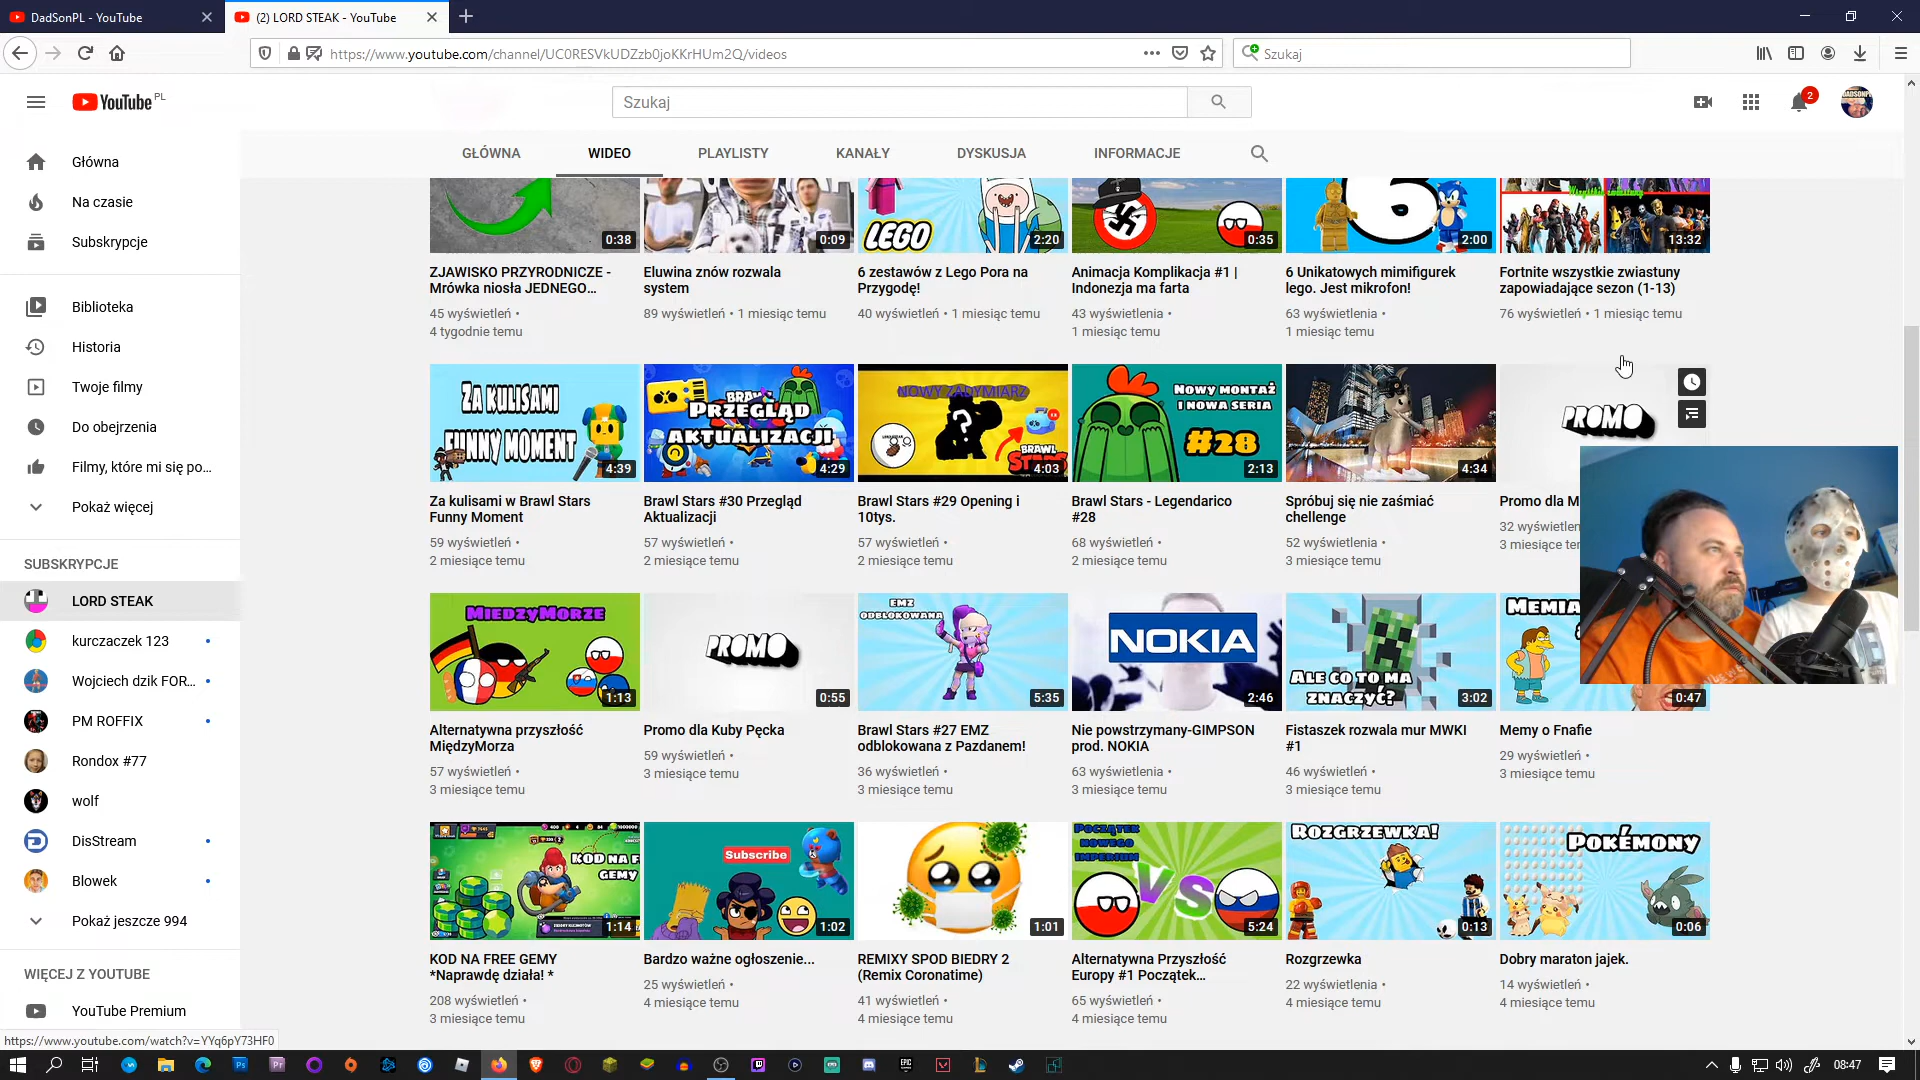 DadSonPL - YouTube
(2) LORD STEAK - YouTube
https://www.youtube.com/channel/UC0RESVkUDZzb0joKKrHUm2Q/videos
Szukaj
YouTube PL
Szukaj
2
GŁÓWNA
WIDEO
PLAYLISTY
KANAŁY
DYSKUSJA
INFORMACJE
Główna
Na czasie
Subskrypcje
Biblioteka
Historia
Twoje filmy
Do obejrzenia
Filmy, które mi się po...
Pokaż więcej
SUBSKRYPCJE
LORD STEAK
kurczaczek 123
Wojciech dzik FOR...
PM ROFFIX
Rondox #77
wolf
DisStream
Blowek
Pokaż jeszcze 994
WIĘCEJ Z YOUTUBE
YouTube Premium
0:38
ZJAWISKO PRZYRODNICZE -
Mrówka niosła JEDNEGO...
45 wyświetleń •
4 tygodnie temu
0:09
Eluwina znów rozwala
system
89 wyświetleń • 1 miesiąc temu
LEGO
2:20
6 zestawów z Lego Pora na
Przygodę!
40 wyświetleń • 1 miesiąc temu
0:35
Animacja Komplikacja #1 |
Indonezja ma farta
43 wyświetlenia •
1 miesiąc temu
6
2:00
6 Unikatowych mimifigurek
lego. Jest mikrofon!
63 wyświetlenia •
1 miesiąc temu
13:32
Fortnite wszystkie zwiastuny
zapowiadające sezon (1-13)
76 wyświetleń • 1 miesiąc temu
Za kulisami
Funny Moment
4:39
Za kulisami w Brawl Stars
Funny Moment
59 wyświetleń •
2 miesiące temu
Przegląd
Aktualizacji
4:29
Brawl Stars #30 Przegląd
Aktualizacji
57 wyświetleń •
2 miesiące temu
NOWY ZADYMIARZ
?
4:03
Brawl Stars #29 Opening i
10tys.
57 wyświetleń •
2 miesiące temu
Nowy montaż
i nowa seria
#28
2:13
Brawl Stars - Legendarico
#28
68 wyświetleń •
2 miesiące temu
4:34
Spróbuj się nie zaśmiać
chellenge
52 wyświetlenia •
3 miesiące temu
PROMO
Promo dla M
32 wyświetlen
3 miesiące ter
MiędzyMorze
1:13
Alternatywna przyszłość
MiędzyMorza
57 wyświetleń •
3 miesiące temu
PROMO
0:55
Promo dla Kuby Pęcka
59 wyświetleń •
3 miesiące temu
EMZ
odblokowana
5:35
Brawl Stars #27 EMZ
odblokowana z Pazdanem!
36 wyświetleń •
3 miesiące temu
NOKIA
2:46
Nie powstrzymany-GIMPSON
prod. NOKIA
63 wyświetlenia •
3 miesiące temu
Ale co to ma
znaczyć?
3:02
Fistaszek rozwala mur MWKI
#1
46 wyświetleń •
3 miesiące temu
0:47
Memy o Fnafie
29 wyświetleń •
3 miesiące temu
KOD NA F
GEMY
1:14
KOD NA FREE GEMY
*Naprawdę działa! *
208 wyświetleń •
3 miesiące temu
Subscribe
1:02
Bardzo ważne ogłoszenie...
25 wyświetleń •
4 miesiące temu
1:01
REMIXY SPOD BIEDRY 2
(Remix Coronatime)
41 wyświetleń •
4 miesiące temu
Początek
nowego
imperium
VS
5:24
Alternatywna Przyszłość
Europy #1 Początek...
65 wyświetleń •
4 miesiące temu
Rozgrzewka!
0:13
Rozgrzewka
22 wyświetlenia •
4 miesiące temu
Pokémony
0:06
Dobry maraton jajek.
14 wyświetleń •
4 miesiące temu
https://www.youtube.com/watch?v=YYq6pY73HF0
08:47